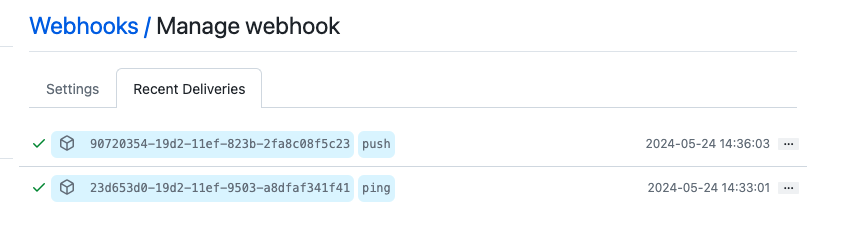 Webhooks / Manage webhook
Settings Recent Deliveries
90720354-19d2-11ef-823b-2fa8c08f5c23 push 2024-05-24 14:36:03 ...
23d653d0-19d2-11ef-9503-a8dfaf341f41 ping 2024-05-24 14:33:01 ...